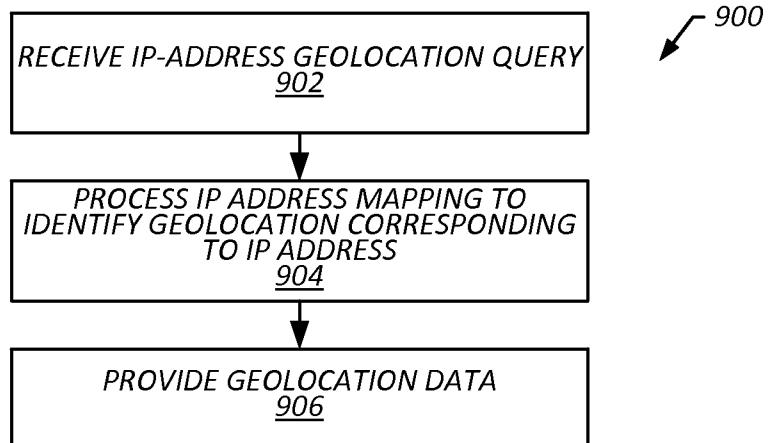 900
RECEIVE IP-ADDRESS GEOLOCATION QUERY
902
PROCESS IP ADDRESS MAPPING TO
IDENTIFY GEOLOCATION CORRESPONDING
TO IP ADDRESS
904
PROVIDE GEOLOCATION DATA
906